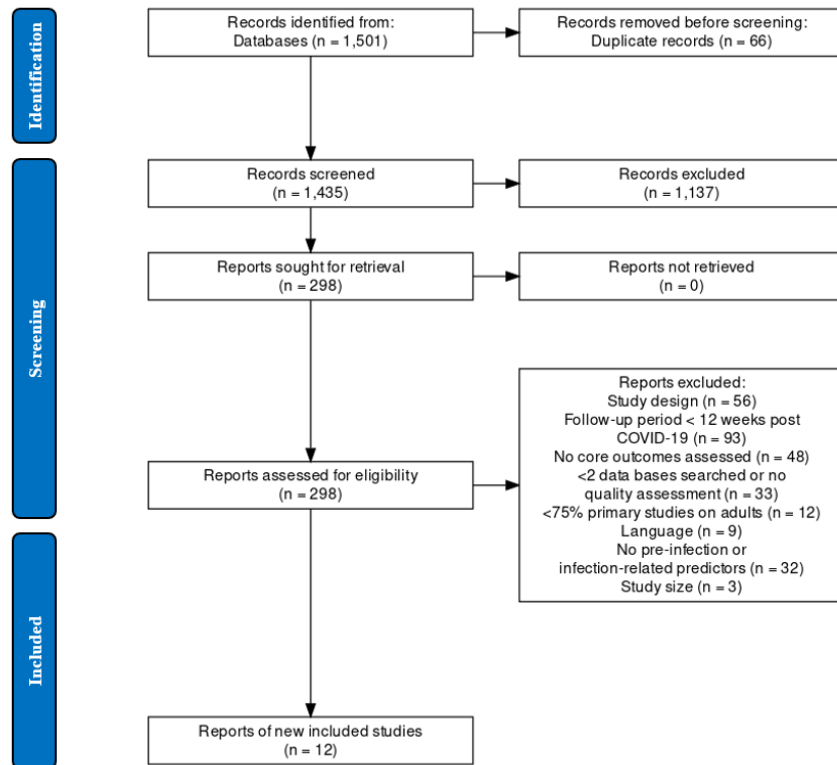 Identification
Records identified from:
Databases (n = 1,501)
Records removed before screening:
Duplicate records (n = 66)
Screening
Records screened
(n = 1,435)
Records excluded
(n = 1,137)
Reports sought for retrieval
(n = 298)
Reports not retrieved
(n = 0)
Reports assessed for eligibility
(n = 298)
Reports excluded:
Study design (n = 56)
Follow-up period < 12 weeks post
COVID-19 (n = 93)
No core outcomes assessed (n = 48)
<2 data bases searched or no
quality assessment (n = 33)
<75% primary studies on adults (n = 12)
Language (n = 9)
No pre-infection or
infection-related predictors (n = 32)
Study size (n = 3)
Included
Reports of new included studies
(n = 12)